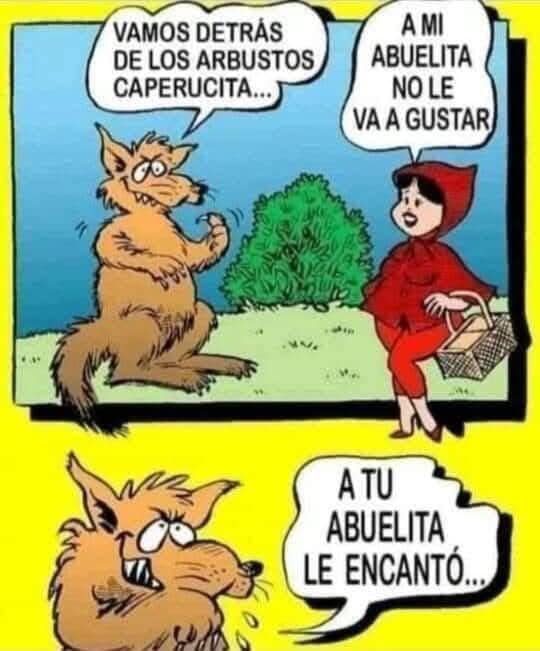 VAMOS DETRÁS
DE LOS ARBUSTOS
CAPERUCITA...
A MI
ABUELITA
NO LE
VA A GUSTAR
A TU
ABUELITA
LE ENCANTÓ...